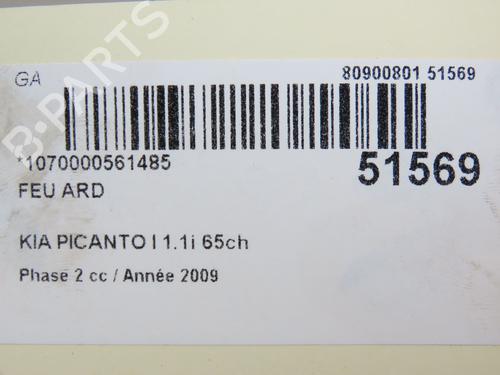 GA
80900801 51569
*1070000561485
51569
FEU ARD
KIA PICANTO I 1.1i 65ch
Phase 2 cc / Année 2009
B-PARTS